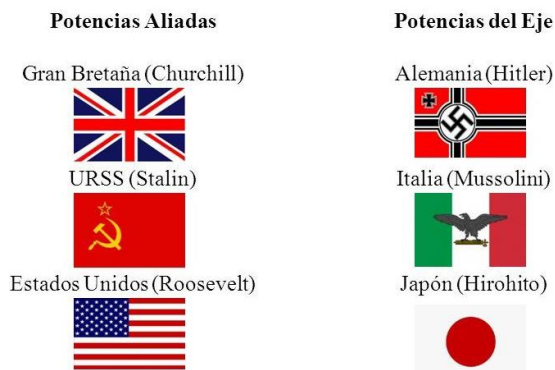 Potencias Aliadas
Gran Bretaña (Churchill)
URSS (Stalin)
Estados Unidos (Roosevelt)
Potencias del Eje
Alemania (Hitler)
Italia (Mussolini)
Japón (Hirohito)